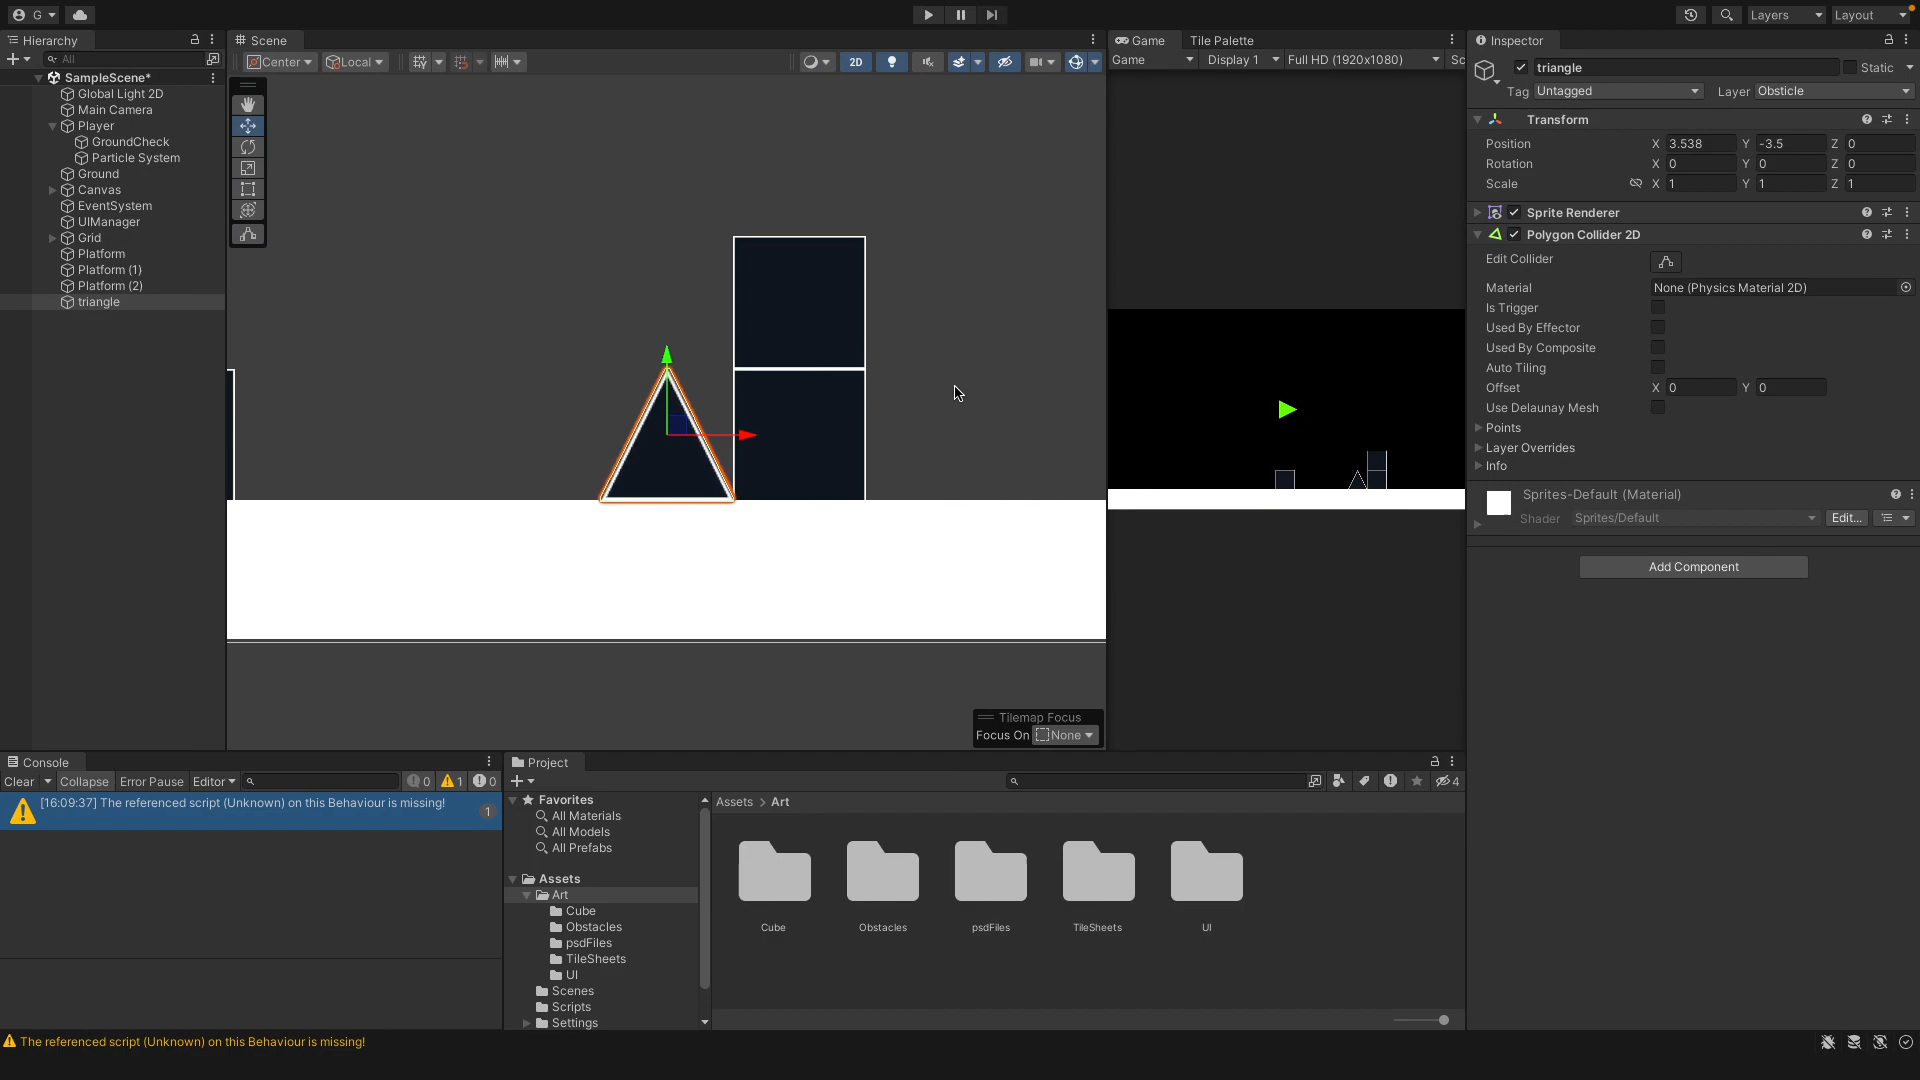 G
Layers
Layout
Hierarchy
All
SampleScene*
Global Light 2D
Main Camera
Player
GroundCheck
Particle System
Ground
Canvas
EventSystem
UIManager
Grid
Platform
Platform (1)
Platform (2)
triangle
Scene
Center
Local
2D
Tilemap Focus
Focus On
None
Game
Tile Palette
Game
Display 1
Full HD (1920x1080)
Sc
Inspector
triangle
Static
Tag
Untagged
Layer
Obsticle
Transform
Position
X
3.538
Y
-3.5
Z
0
Rotation
X
0
Y
0
Z
0
Scale
X
1
Y
1
Z
1
Sprite Renderer
Polygon Collider 2D
Edit Collider
Material
None (Physics Material 2D)
Is Trigger
Used By Effector
Used By Composite
Auto Tiling
Offset
X
0
Y
0
Use Delaunay Mesh
Points
Layer Overrides
Info
Sprites-Default (Material)
Shader
Sprites/Default
Edit...
Add Component
Console
Clear
Collapse
Error Pause
Editor
0
1
0
[16:09:37] The referenced script (Unknown) on this Behaviour is missing!
1
Project
4
Favorites
All Materials
All Models
All Prefabs
Assets
Art
Cube
Obstacles
psdFiles
TileSheets
UI
Scenes
Scripts
Settings
Assets > Art
Cube
Obstacles
psdFiles
TileSheets
UI
The referenced script (Unknown) on this Behaviour is missing!